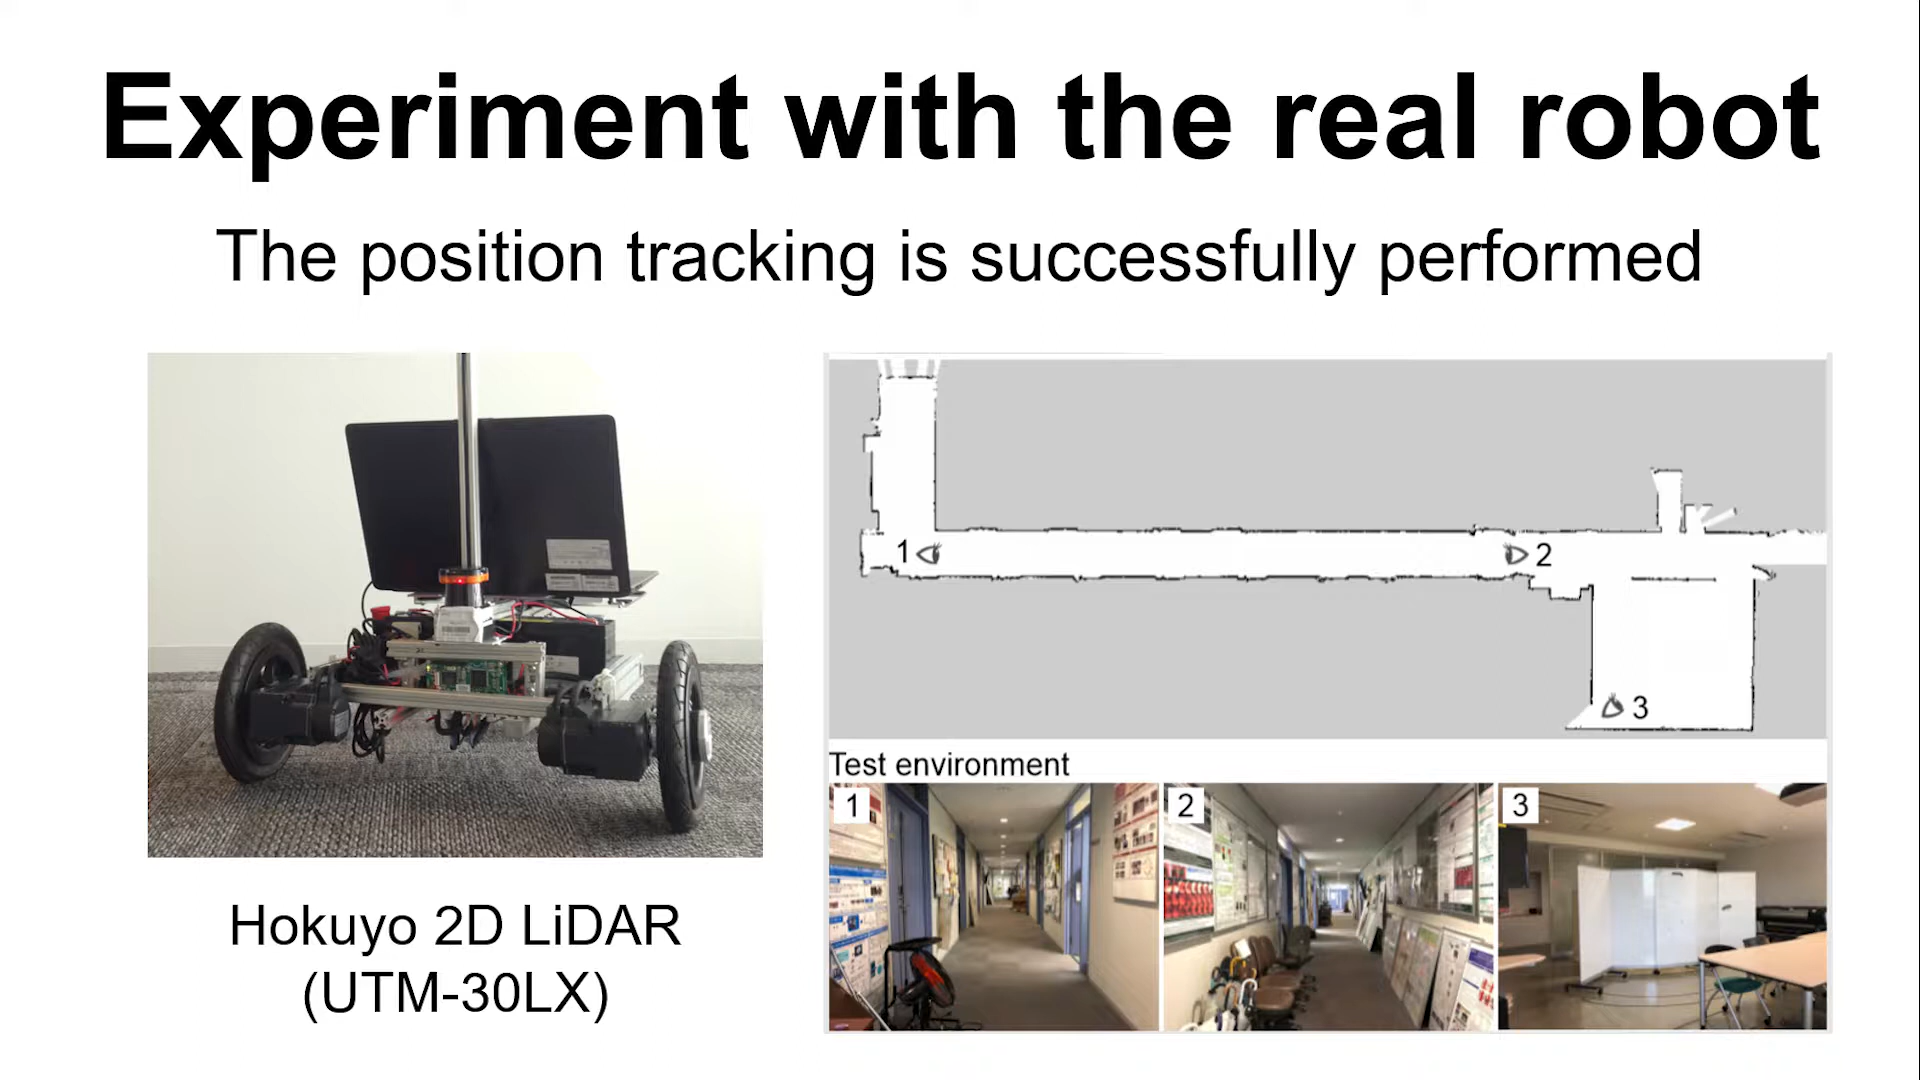 Experiment with the real robot
The position tracking is successfully performed
1
2
3
Test environment
1
2
3
Hokuyo 2D LiDAR
(UTM-30LX)